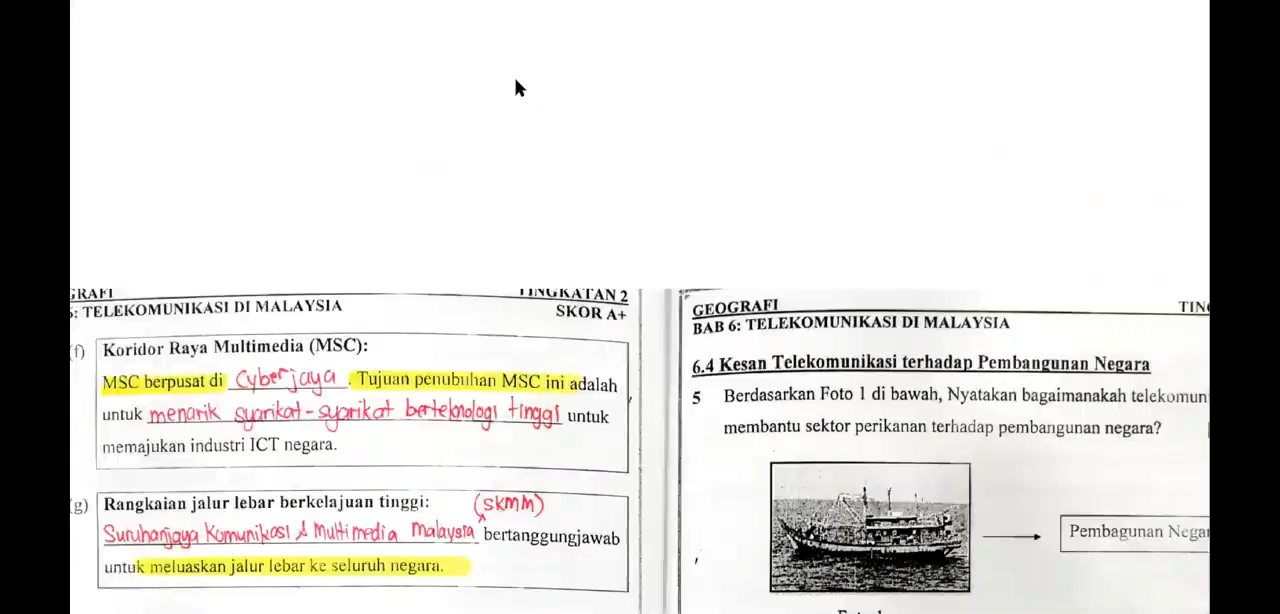 GRAFI TINGKATAN 2
6: TELEKOMUNIKASI DI MALAYSIA SKOR A+
(f) Koridor Raya Multimedia (MSC):
MSC berpusat di Cyberjaya. Tujuan penubuhan MSC ini adalah
untuk menarik syarikat-syarikat berteknologi tinggi untuk
memajukan industri ICT negara.
(g) Rangkaian jalur lebar berkelajuan tinggi: (SKMM)
Suruhanjaya Komunikasi & Multimedia Malaysia bertanggungjawab
untuk meluaskan jalur lebar ke seluruh negara.
GEOGRAFI TIN
BAB 6: TELEKOMUNIKASI DI MALAYSIA
6.4 Kesan Telekomunikasi terhadap Pembangunan Negara
5 Berdasarkan Foto 1 di bawah, Nyatakan bagaimanakah telekomun
membantu sektor perikanan terhadap pembangunan negara?
Pembagunan Negar